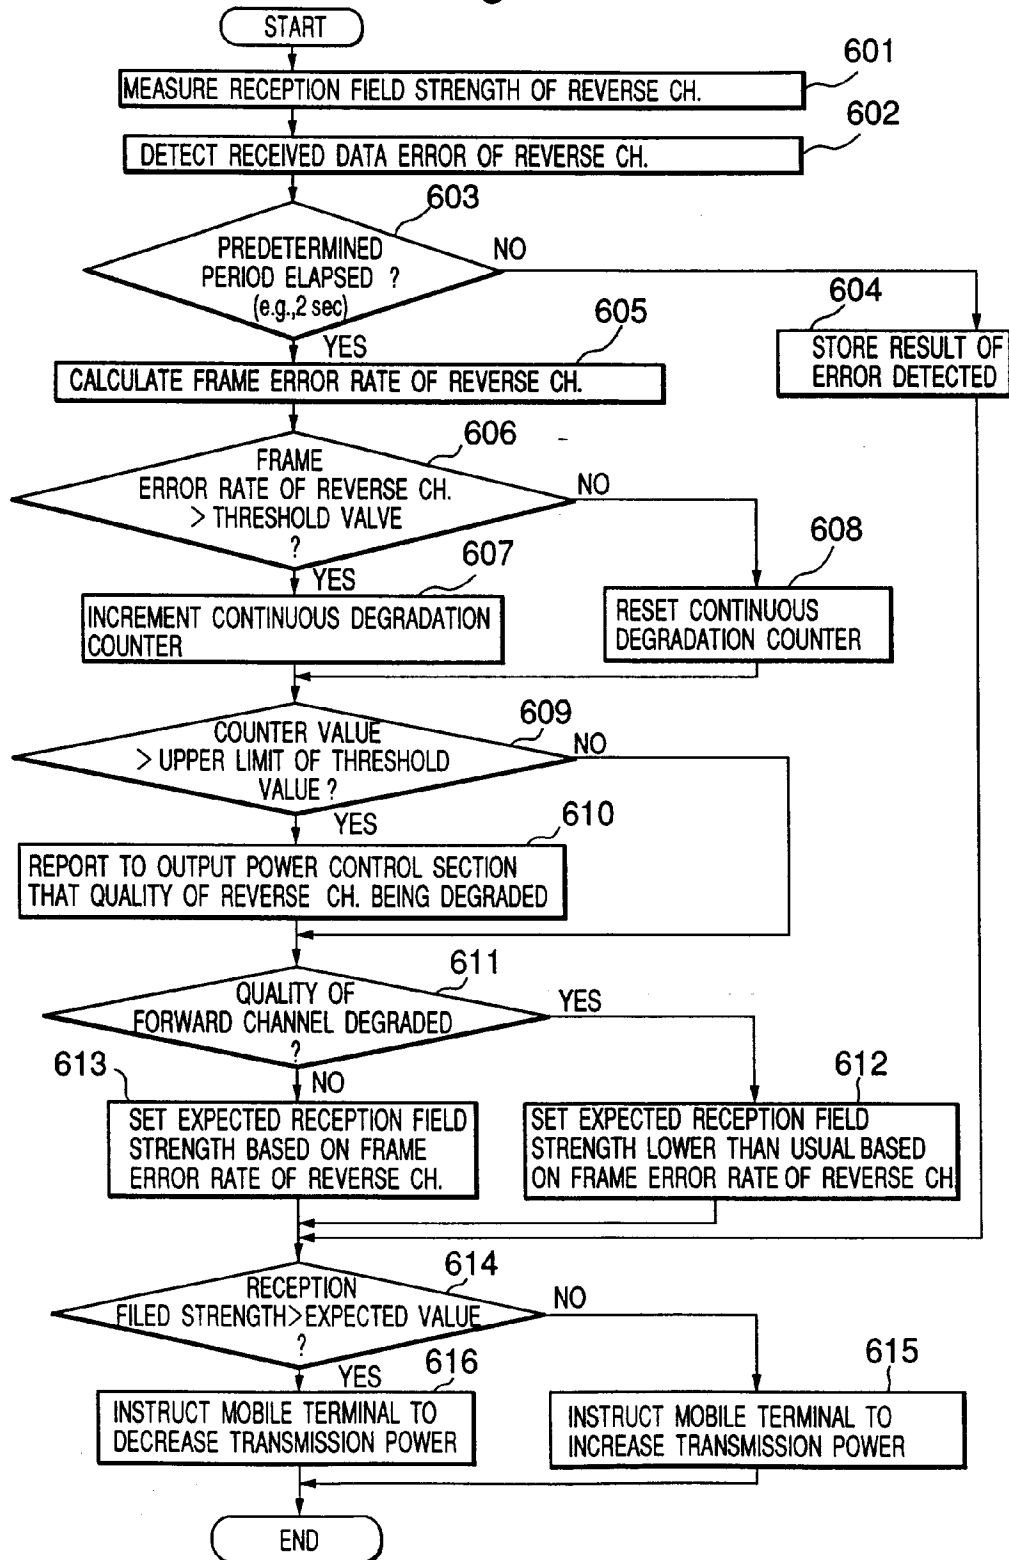 START
601
MEASURE RECEPTION FIELD STRENGTH OF REVERSE CH.
602
DETECT RECEIVED DATA ERROR OF REVERSE CH.
603
PREDETERMINED
PERIOD ELAPSED ?
(e.g.,2 sec)
NO
YES
604
STORE RESULT OF
ERROR DETECTED
605
CALCULATE FRAME ERROR RATE OF REVERSE CH.
606
FRAME
ERROR RATE OF REVERSE CH.
> THRESHOLD VALVE
?
NO
YES
607
INCREMENT CONTINUOUS DEGRADATION
COUNTER
608
RESET CONTINUOUS
DEGRADATION COUNTER
609
COUNTER VALUE
> UPPER LIMIT OF THRESHOLD
VALUE ?
NO
YES
610
REPORT TO OUTPUT POWER CONTROL SECTION
THAT QUALITY OF REVERSE CH. BEING DEGRADED
611
QUALITY OF
FORWARD CHANNEL DEGRADED
?
YES
NO
613
SET EXPECTED RECEPTION FIELD
STRENGTH BASED ON FRAME
ERROR RATE OF REVERSE CH.
612
SET EXPECTED RECEPTION FIELD
STRENGTH LOWER THAN USUAL BASED
ON FRAME ERROR RATE OF REVERSE CH.
614
RECEPTION
FILED STRENGTH>EXPECTED VALUE
?
NO
YES
616
INSTRUCT MOBILE TERMINAL TO
DECREASE TRANSMISSION POWER
615
INSTRUCT MOBILE TERMINAL TO
INCREASE TRANSMISSION POWER
END